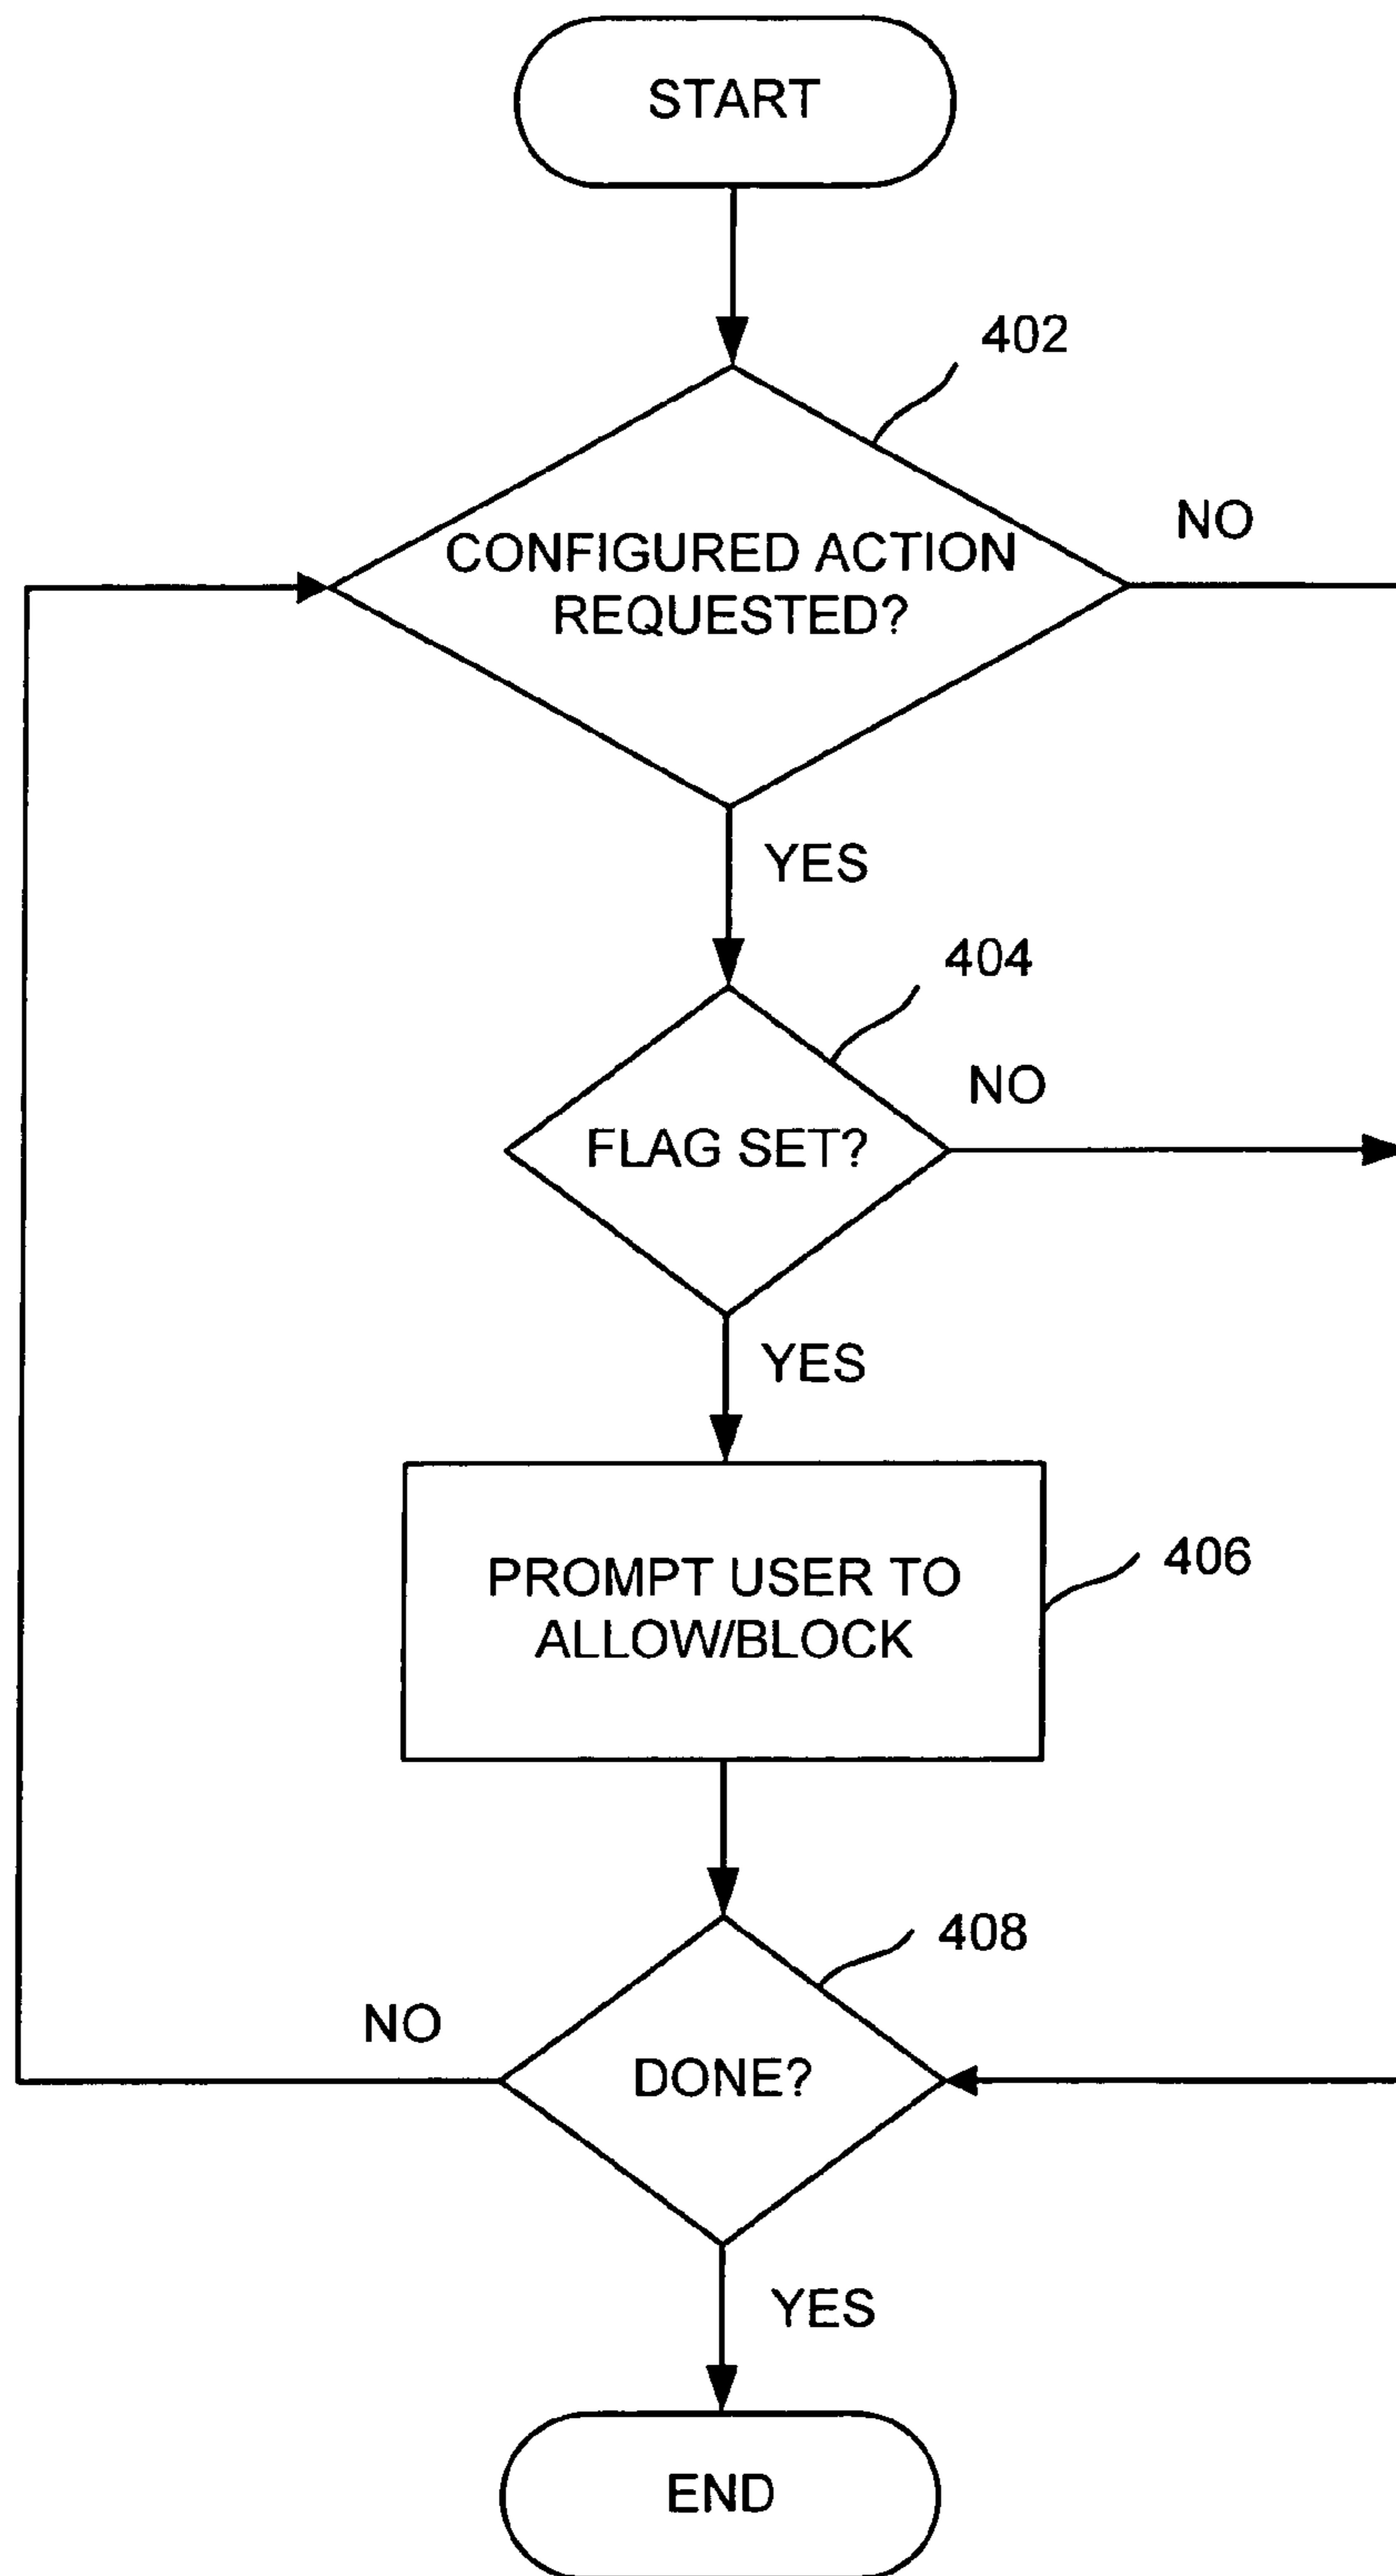 START
402
CONFIGURED ACTION
REQUESTED?
NO
YES
404
FLAG SET?
NO
YES
PROMPT USER TO
ALLOW/BLOCK
406
408
NO
DONE?
YES
END